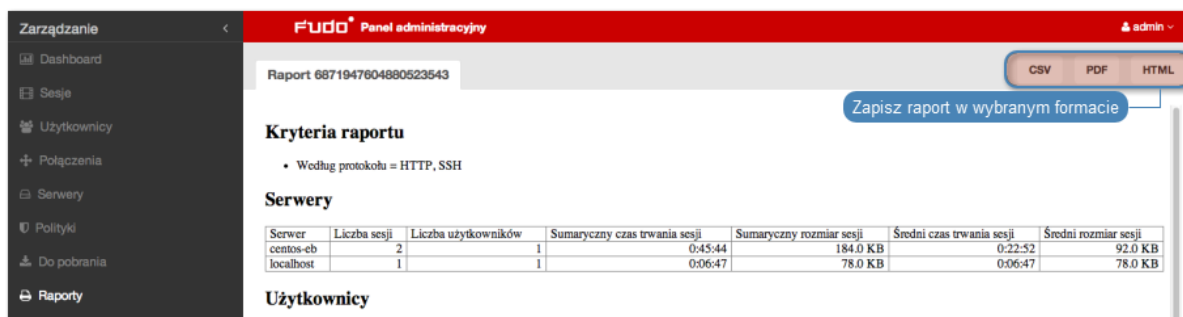 Zarządzanie
FUDO Panel administracyjny
admin
Dashboard
Sesje
Użytkownicy
Połączenia
Serwery
Polityki
Do pobrania
Raporty
Raport 6871947604880523543
CSV PDF HTML
Zapisz raport w wybranym formacie
Kryteria raportu
• Według protokołu = HTTP, SSH
Serwery
Serwer Liczba sesji Liczba użytkowników Sumaryczny czas trwania sesji Sumaryczny rozmiar sesji Średni czas trwania sesji Średni rozmiar sesji
centos-eb 2 1 0:45:44 184.0 KB 0:22:52 92.0 KB
localhost 1 1 0:06:47 78.0 KB 0:06:47 78.0 KB
Użytkownicy